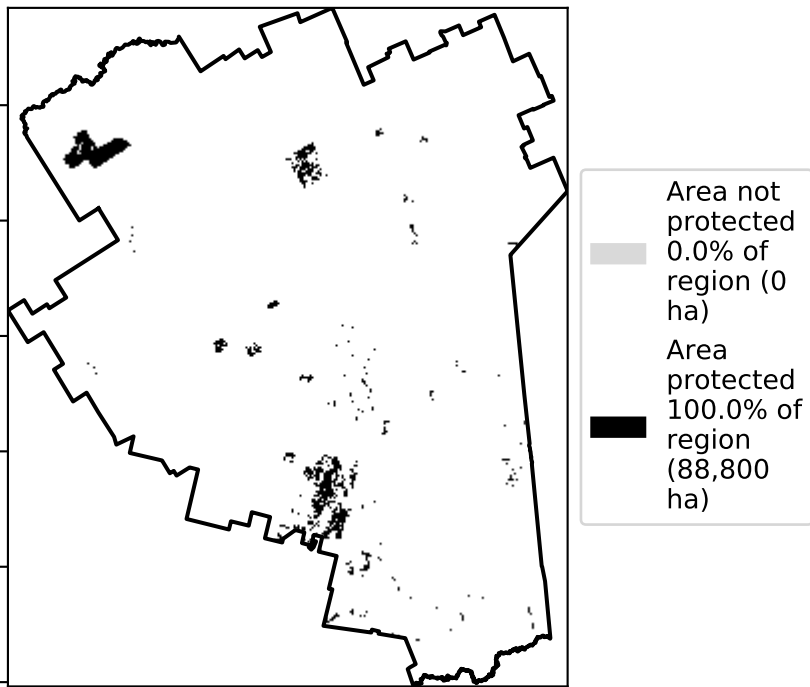 Area not
protected
0.0% of
region (0
ha)
Area
protected
100.0% of
region
(88,800
ha)